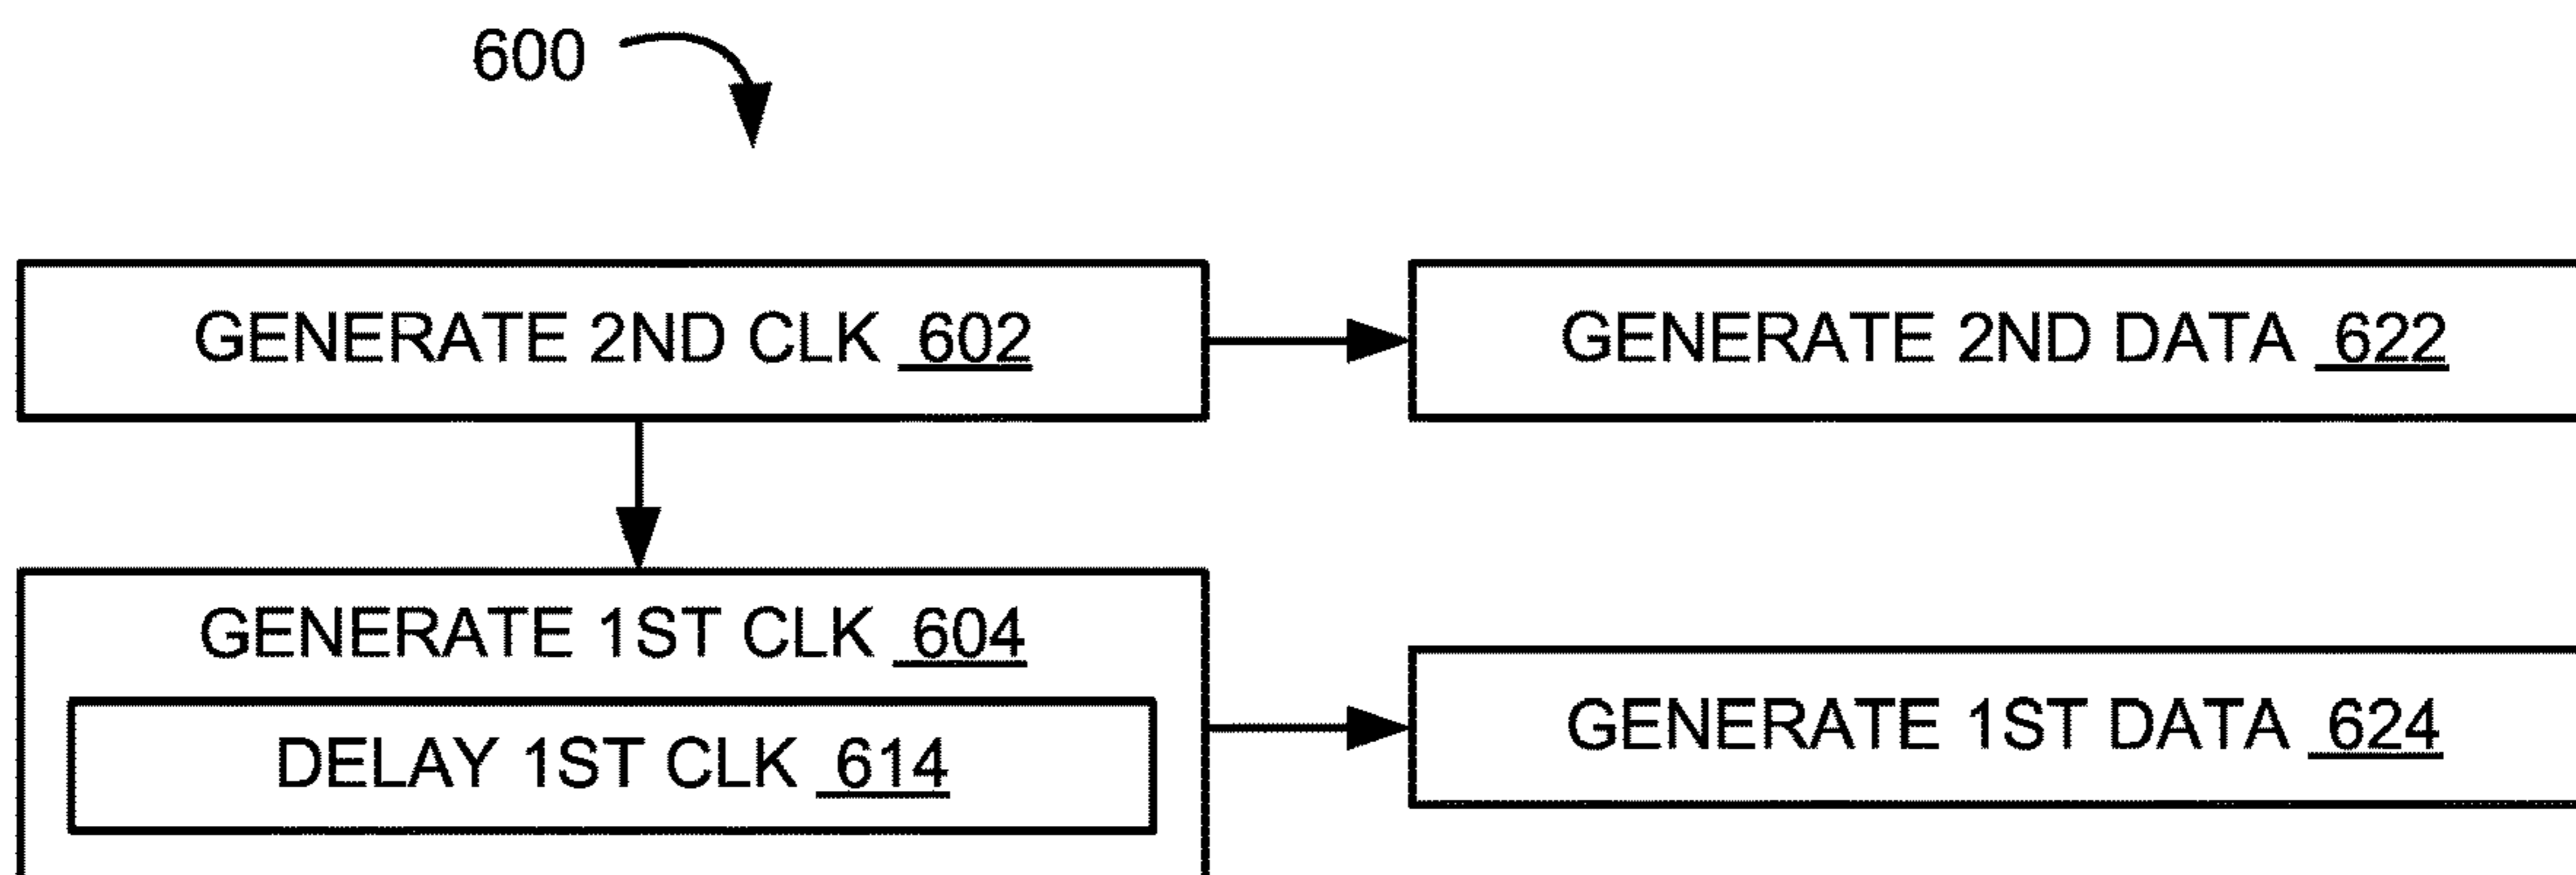 600
GENERATE 2ND CLK 602
GENERATE 2ND DATA 622
GENERATE 1ST CLK 604
DELAY 1ST CLK 614
GENERATE 1ST DATA 624